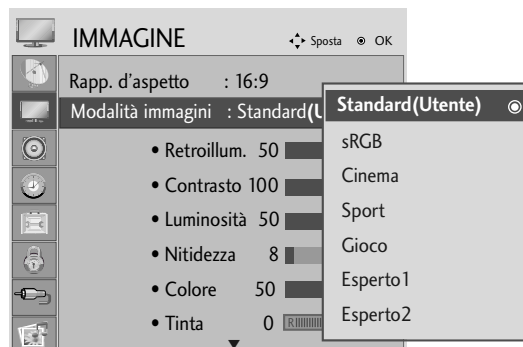 IMMAGINE
Sposta OK
Rapp. d'aspetto : 16:9
Modalità immagini : Standard(U
• Retroillum. 50
• Contrasto 100
• Luminosità 50
• Nitidezza 8
• Colore 50
• Tinta 0 R
Standard(Utente)
sRGB
Cinema
Sport
Gioco
Esperto1
Esperto2